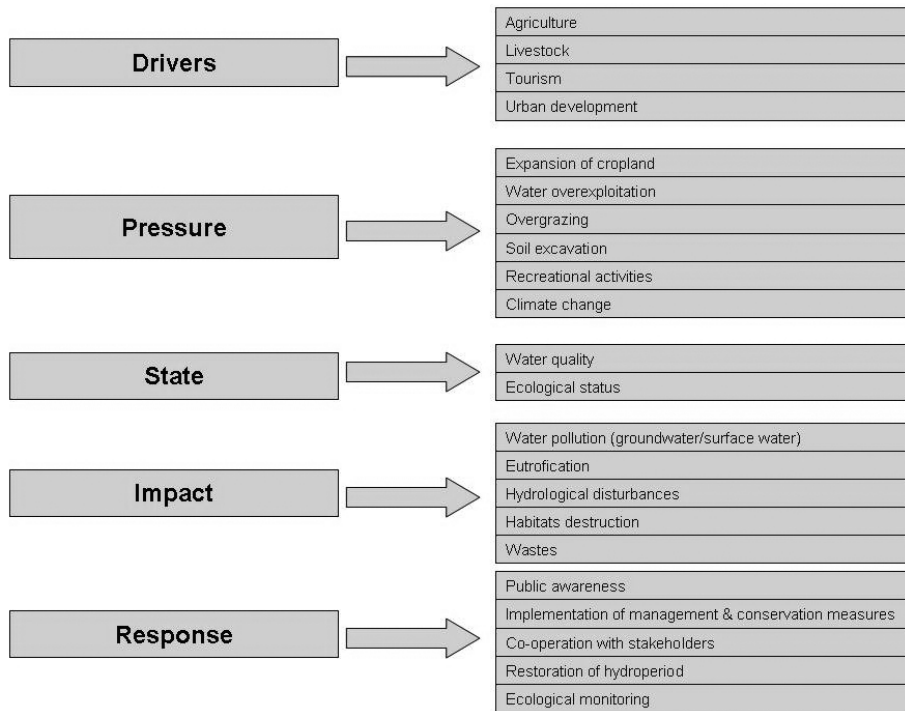 Drivers
Agriculture
Livestock
Tourism
Urban development
Pressure
Expansion of cropland
Water overexploitation
Overgrazing
Soil excavation
Recreational activities
Climate change
State
Water quality
Ecological status
Impact
Water pollution (groundwater/surface water)
Eutrofication
Hydrological disturbances
Habitats destruction
Wastes
Response
Public awareness
Implementation of management & conservation measures
Co-operation with stakeholders
Restoration of hydroperiod
Ecological monitoring